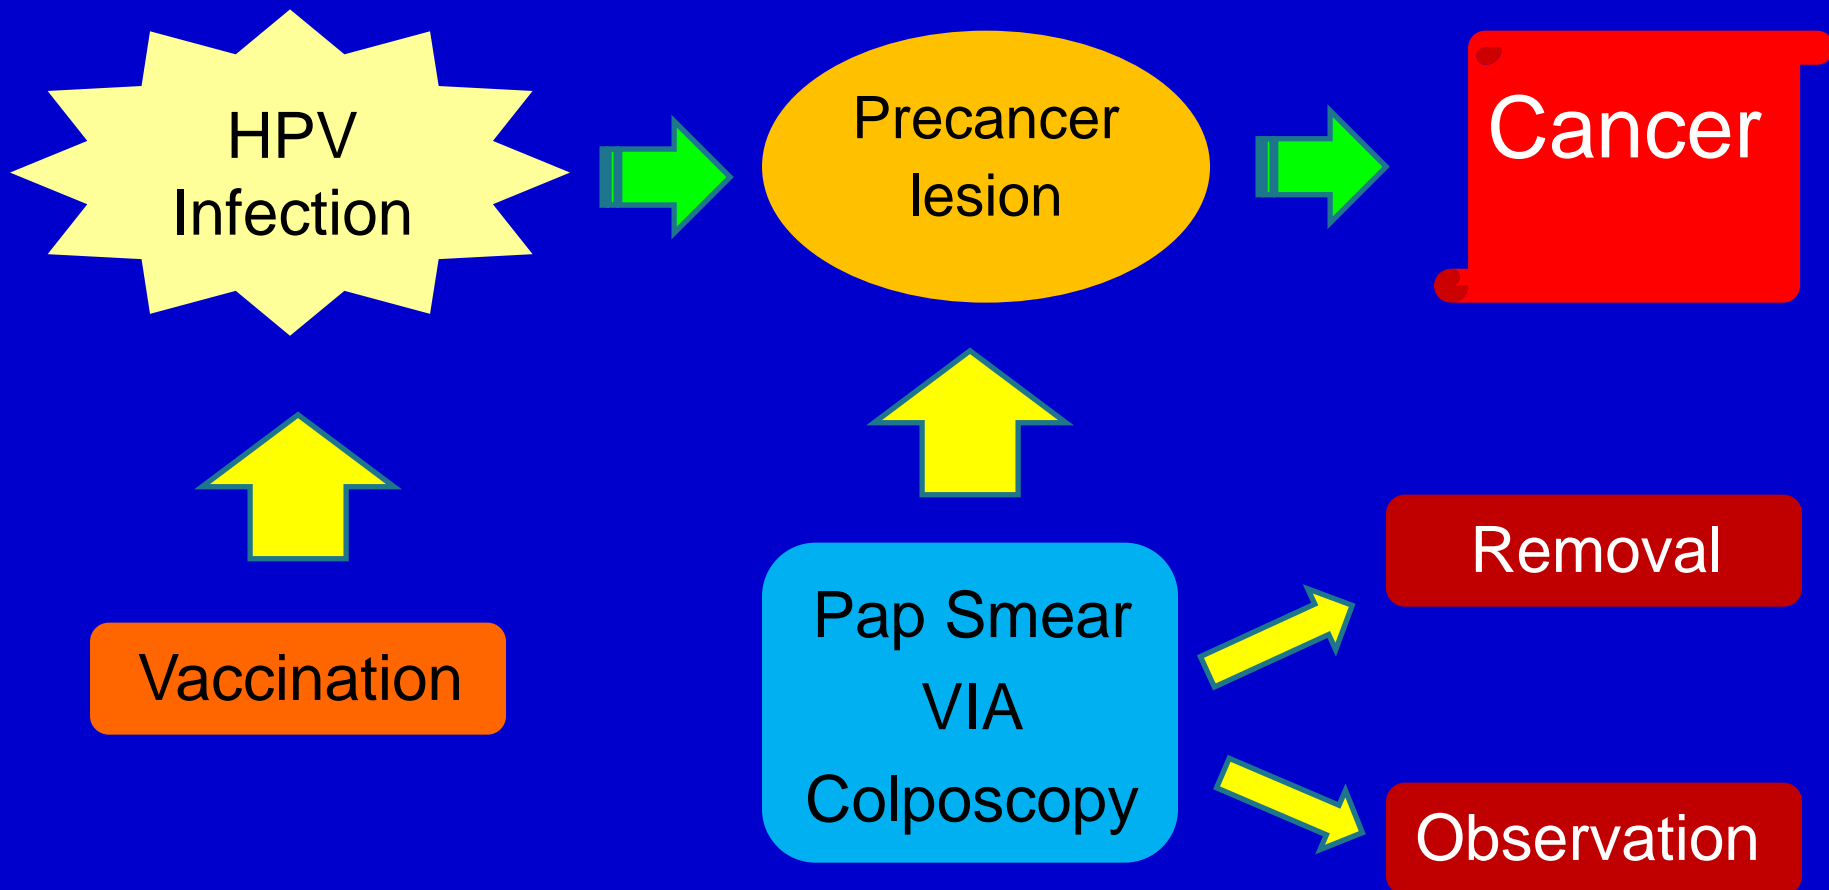 HPV
Infection
Precancer
lesion
Cancer
Vaccination
Pap Smear
VIA
Colposcopy
Removal
Observation